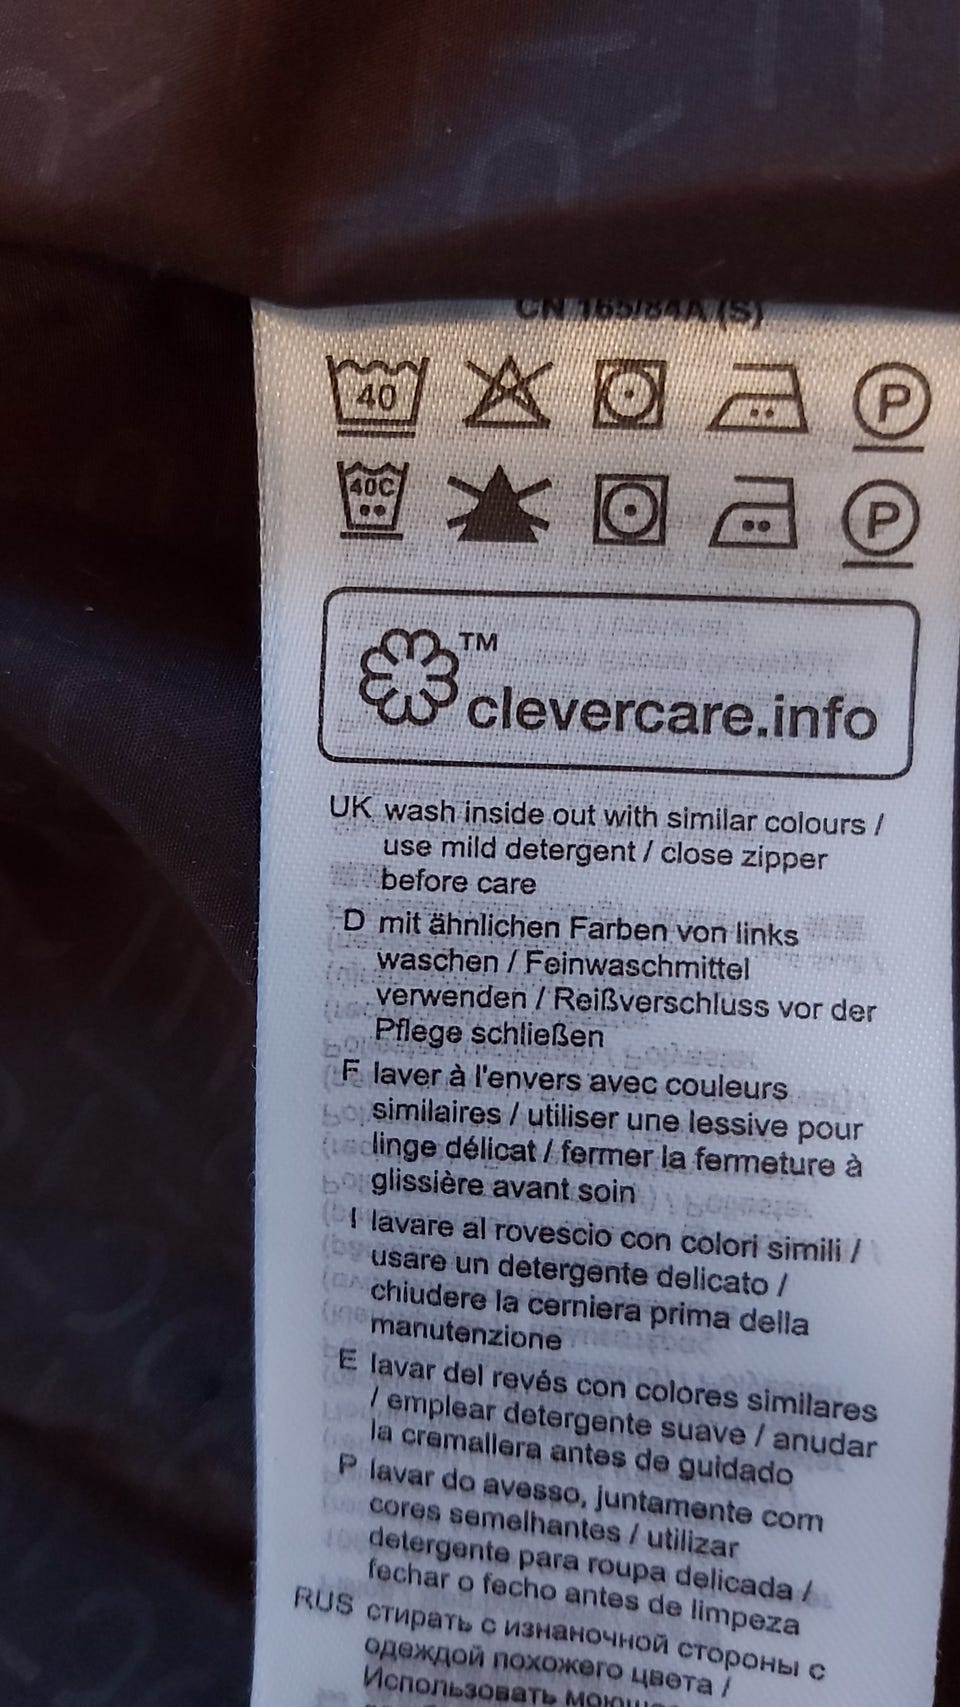 CN 165/84A (S)
40 P
40C P
TM
clevercare.info
UK wash inside out with similar colours /
use mild detergent / close zipper
before care
D mit ähnlichen Farben von links
waschen / Feinwaschmittel
verwenden / Reißverschluss vor der
Pflege schließen
F laver à l'envers avec couleurs
similaires / utiliser une lessive pour
linge délicat / fermer la fermeture à
glissière avant soin
I lavare al rovescio con colori simili /
usare un detergente delicato /
chiudere la cerniera prima della
manutenzione
E lavar del revés con colores similares
/ emplear detergente suave / anudar
la cremallera antes de guidado
P lavar do avesso, juntamente com
cores semelhantes / utilizar
detergente para roupa delicada /
fechar o fecho antes de limpeza
RUS стирать с изнаночной стороны с
одеждой похожего цвета /
Использовать